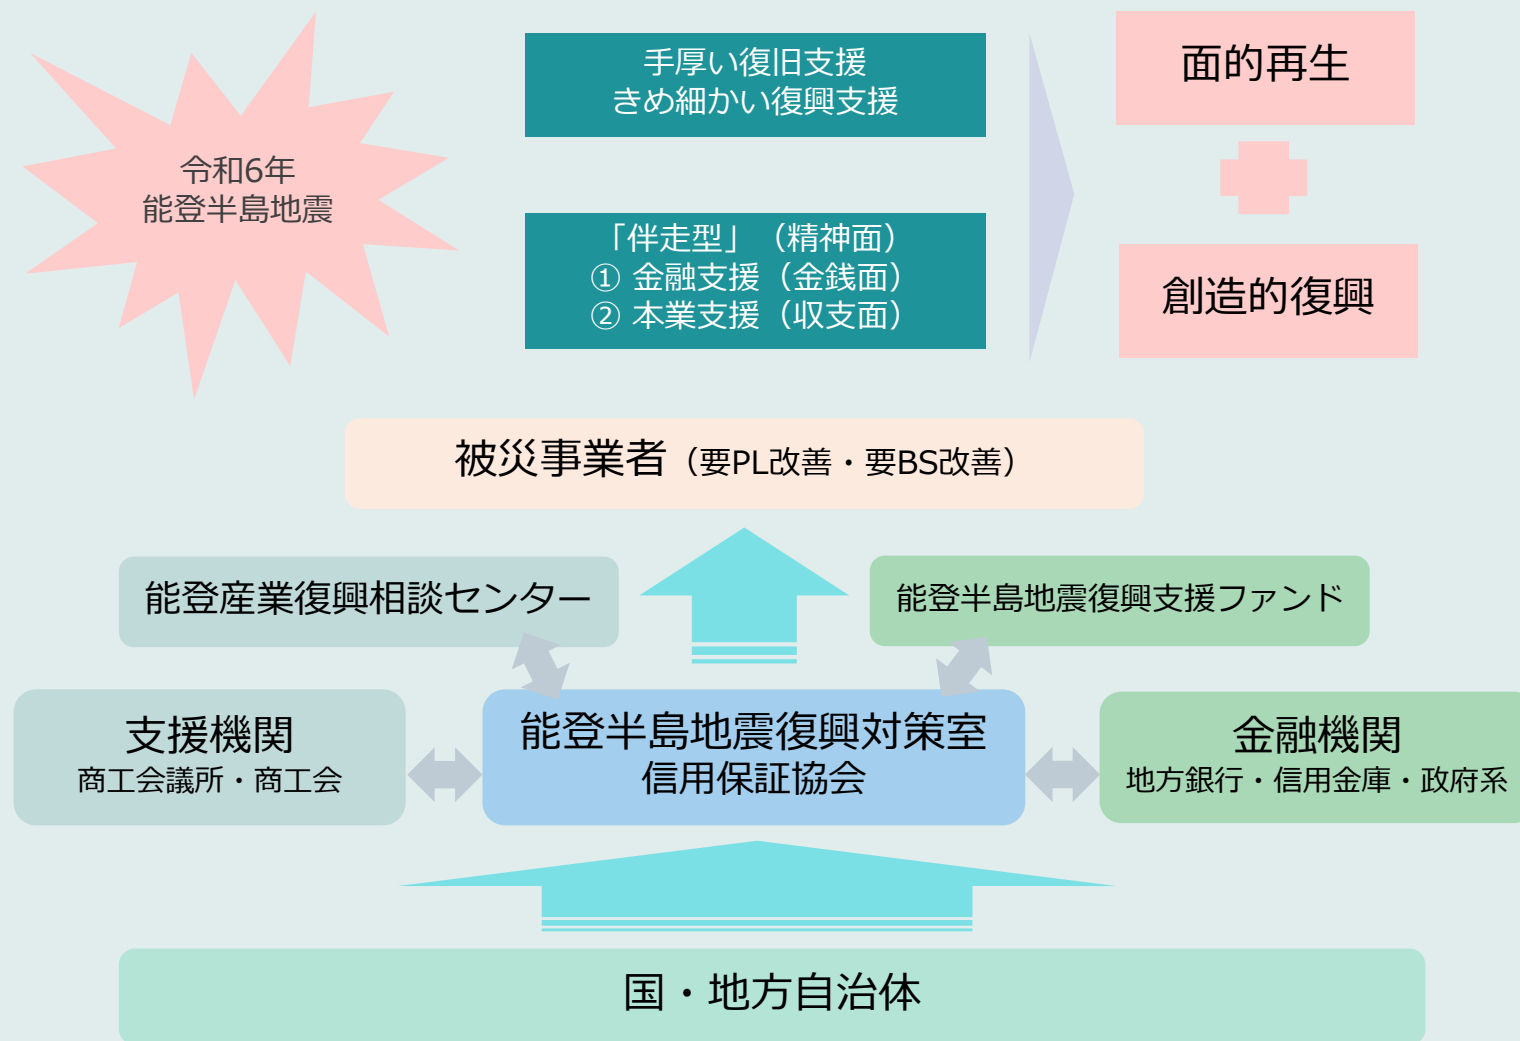 令和6年
能登半島地震
手厚い復旧支援
きめ細かい復興支援
「伴走型」（精神面）
① 金融支援（金銭面）
② 本業支援（収支面）
面的再生
創造的復興
被災事業者（要PL改善・要BS改善）
能登産業復興相談センター
能登半島地震復興支援ファンド
支援機関
商工会議所・商工会
能登半島地震復興対策室
信用保証協会
金融機関
地方銀行・信用金庫・政府系
国・地方自治体